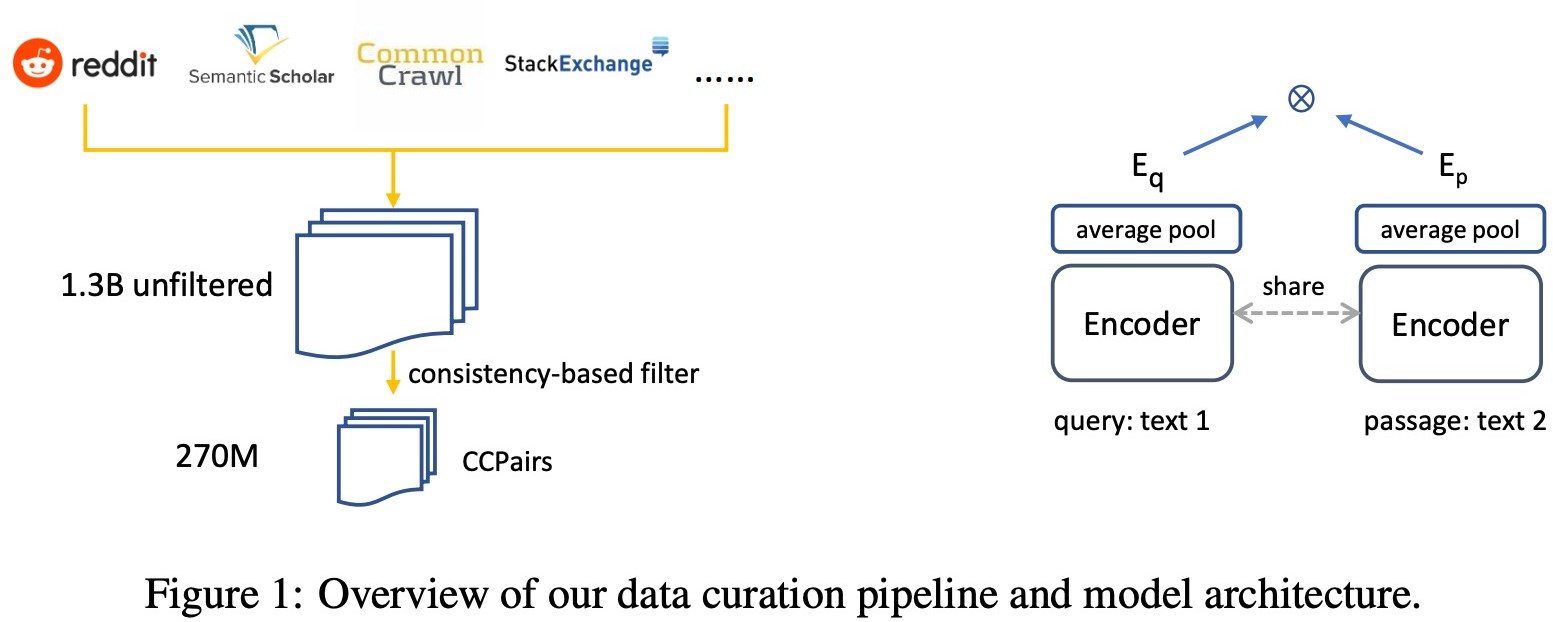 reddit
Semantic Scholar
Common
Crawl
StackExchange
......
1.3B unfiltered
consistency-based filter
270M
CCPairs
⊗
Eq
Ep
average pool
average pool
Encoder
share
Encoder
query: text 1
passage: text 2
Figure 1: Overview of our data curation pipeline and model architecture.